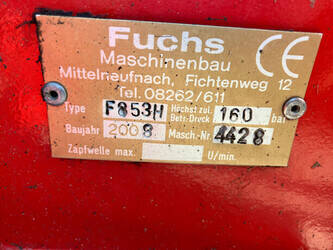 Fuchs
CE
Maschinenbau
Mittelneufnach, Fichtenweg 12
Tel. 08262/611
Type F853H Höchst zul. Betr.-Druck 160 bar
Baujahr 2008 Masch.-Nr. 4428
Zapfwelle max. U/min.